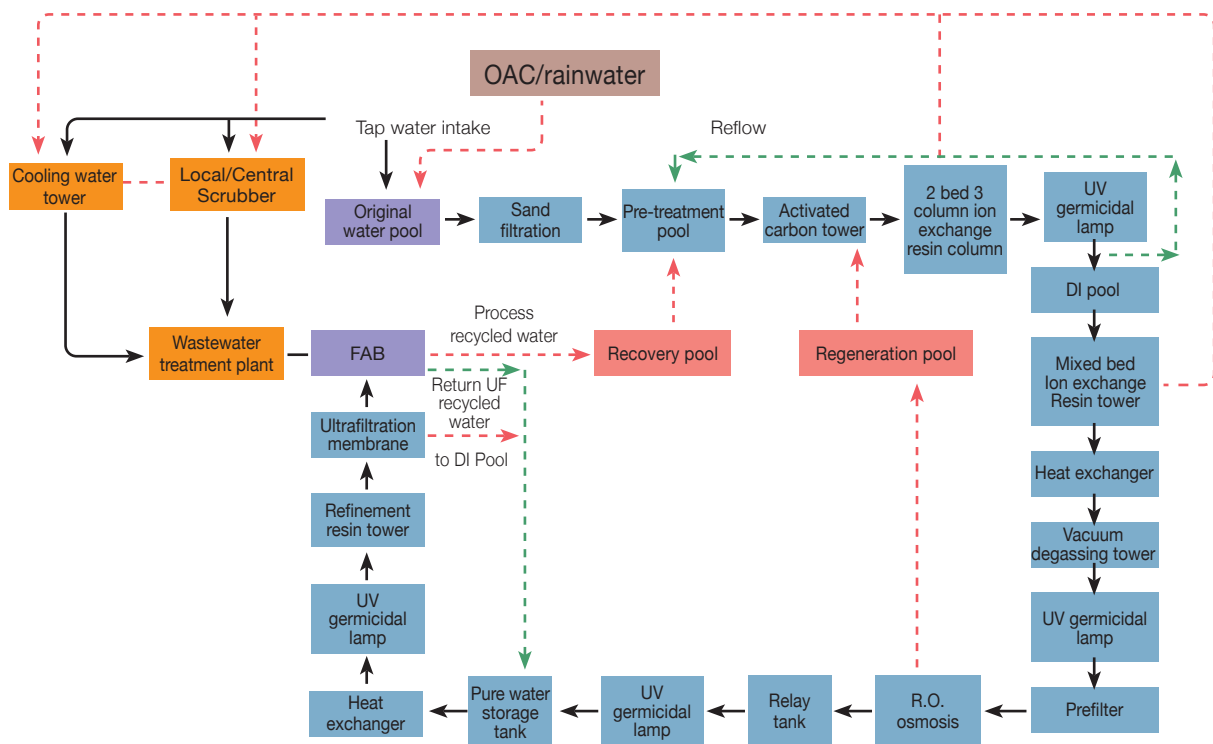 OAC/rainwater
Tap water intake
Reflow
Cooling water
tower
Local/Central
Scrubber
Original
water pool
Sand
filtration
Pre-treatment
pool
Activated
carbon tower
2 bed 3
column ion
exchange
resin column
UV
germicidal
lamp
DI pool
Wastewater
treatment plant
FAB
Process
recycled water
Recovery pool
Regeneration pool
Mixed bed
Ion exchange
Resin tower
Return UF
recycled
water
to DI Pool
Ultrafiltration
membrane
Heat exchanger
Refinement
resin tower
Vacuum
degassing tower
UV
germicidal
lamp
UV germicidal
lamp
Heat
exchanger
Pure water
storage
tank
UV
germicidal
lamp
Relay
tank
R.O.
osmosis
Prefilter